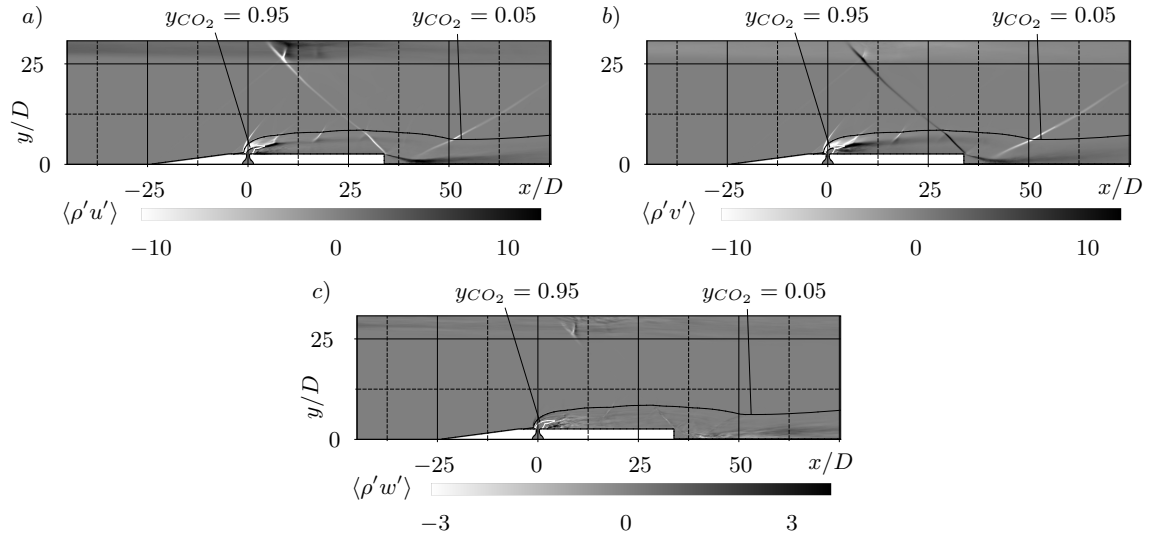 a) y_{CO_2} = 0.95 y_{CO_2} = 0.05
25
y/D
0
−25 0 25 50 x/D
⟨ρ′u′⟩
−10 0 10
b) y_{CO_2} = 0.95 y_{CO_2} = 0.05
25
0
−25 0 25 50 x/D
⟨ρ′v′⟩
−10 0 10
c) y_{CO_2} = 0.95 y_{CO_2} = 0.05
25
y/D
0
−25 0 25 50 x/D
⟨ρ′w′⟩
−3 0 3